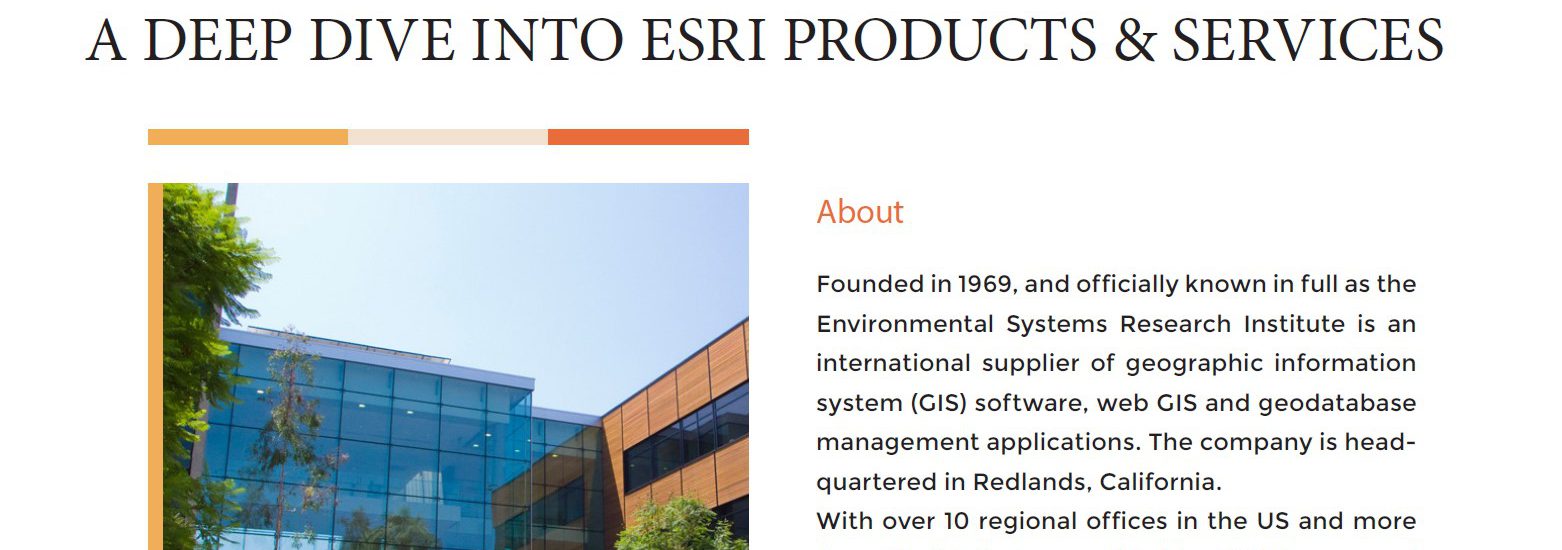 A DEEP DIVE INTO ESRI PRODUCTS & SERVICES
About
Founded in 1969, and officially known in full as the
Environmental Systems Research Institute is an
international supplier of geographic information
system (GIS) software, web GIS and geodatabase
management applications. The company is head-
quartered in Redlands, California.
With over 10 regional offices in the US and more